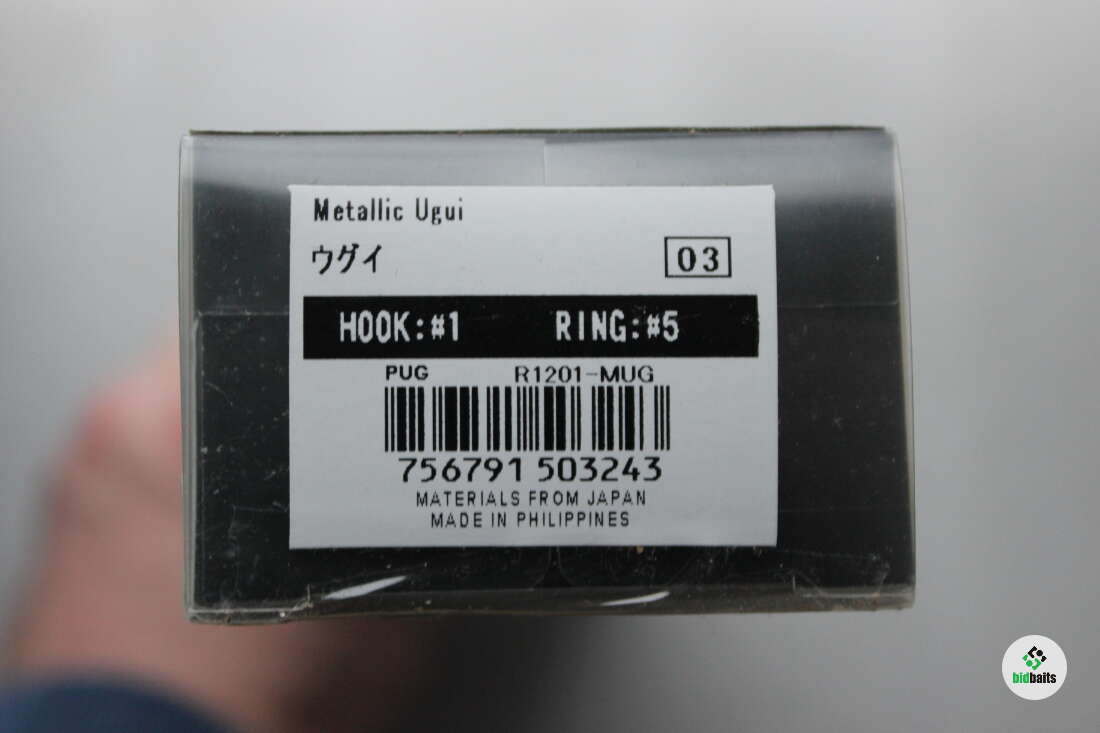 Metallic Ugui
ウグイ
03
HOOK:#1 RING:#5
PUG R1201-MUG
756791 503243
MATERIALS FROM JAPAN
MADE IN PHILIPPINES
bidbaits